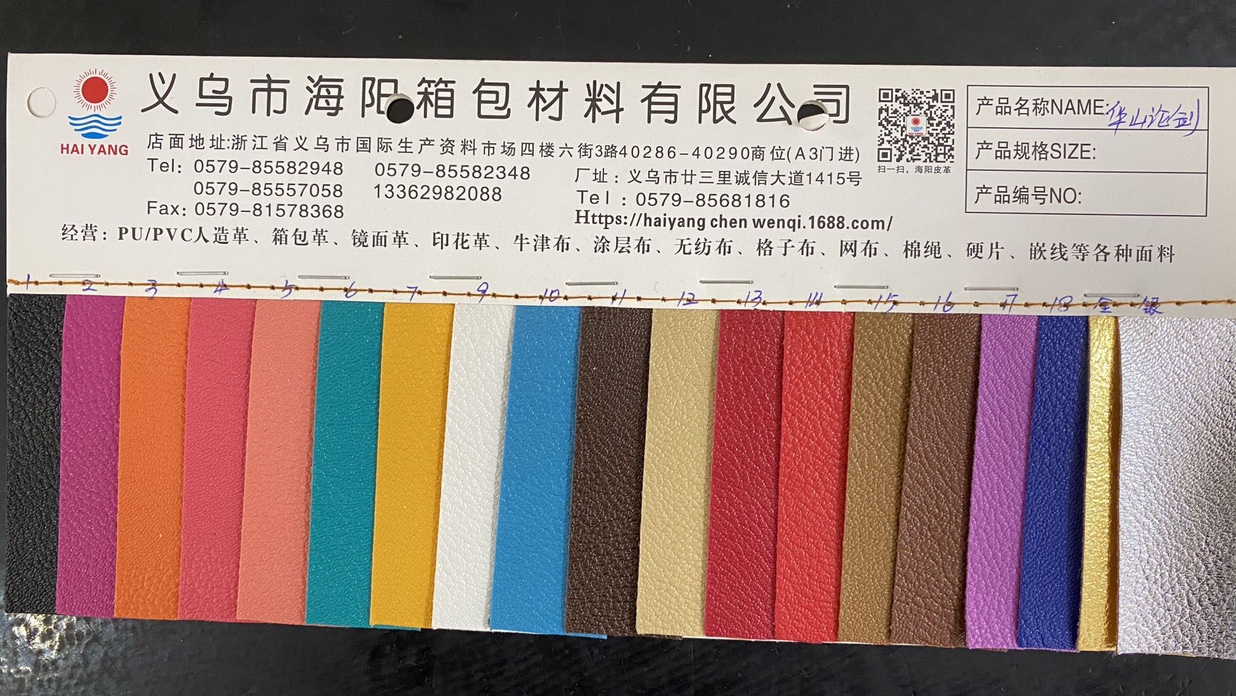 义乌市海阳箱包材料有限公司
HAI YANG
店面地址:浙江省义乌市国际生产资料市场四楼六街3路40286-40290商位(A3门进)
Tel: 0579-85582948 0579-85582348
0579-85557058 13362982088
Fax: 0579-81578368
厂址: 义乌市廿三里诚信大道1415号
Tel : 0579-85681816
Https://haiyang chen wenqi.1688.com/
扫一扫, 海阳皮革
产品名称NAME: 华山论剑
产品规格SIZE:
产品编号NO:
经营: PU/PVC人造革、箱包革、镜面革、印花革、牛津布、涂层布、无纺布、格子布、网布、棉绳、硬片、嵌线等各种面料
1 2 3 4 5 6 7 9 10 11 12 13 14 15 16 17 18 金 银